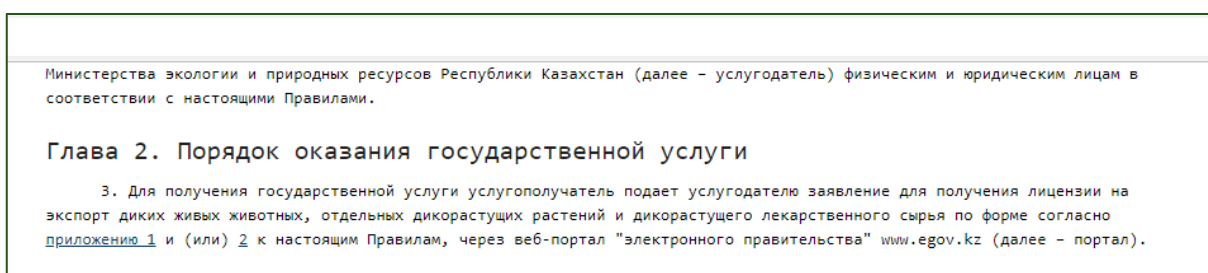 Министерства экологии и природных ресурсов Республики Казахстан (далее – услугодатель) физическим и юридическим лицам в
соответствии с настоящими Правилами.
Глава 2. Порядок оказания государственной услуги
3. Для получения государственной услуги услугополучатель подает услугодателю заявление для получения лицензии на
экспорт диких живых животных, отдельных дикорастущих растений и дикорастущего лекарственного сырья по форме согласно
приложению 1 и (или) 2 к настоящим Правилам, через веб-портал "электронного правительства" www.egov.kz (далее – портал).